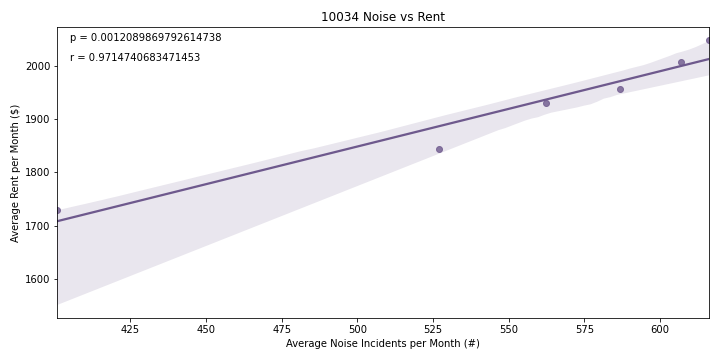 10034 Noise vs Rent
p = 0.0012089869792614738
r = 0.9714740683471453
Average Rent per Month ($)
2000
1900
1800
1700
1600
425 450 475 500 525 550 575 600
Average Noise Incidents per Month (#)